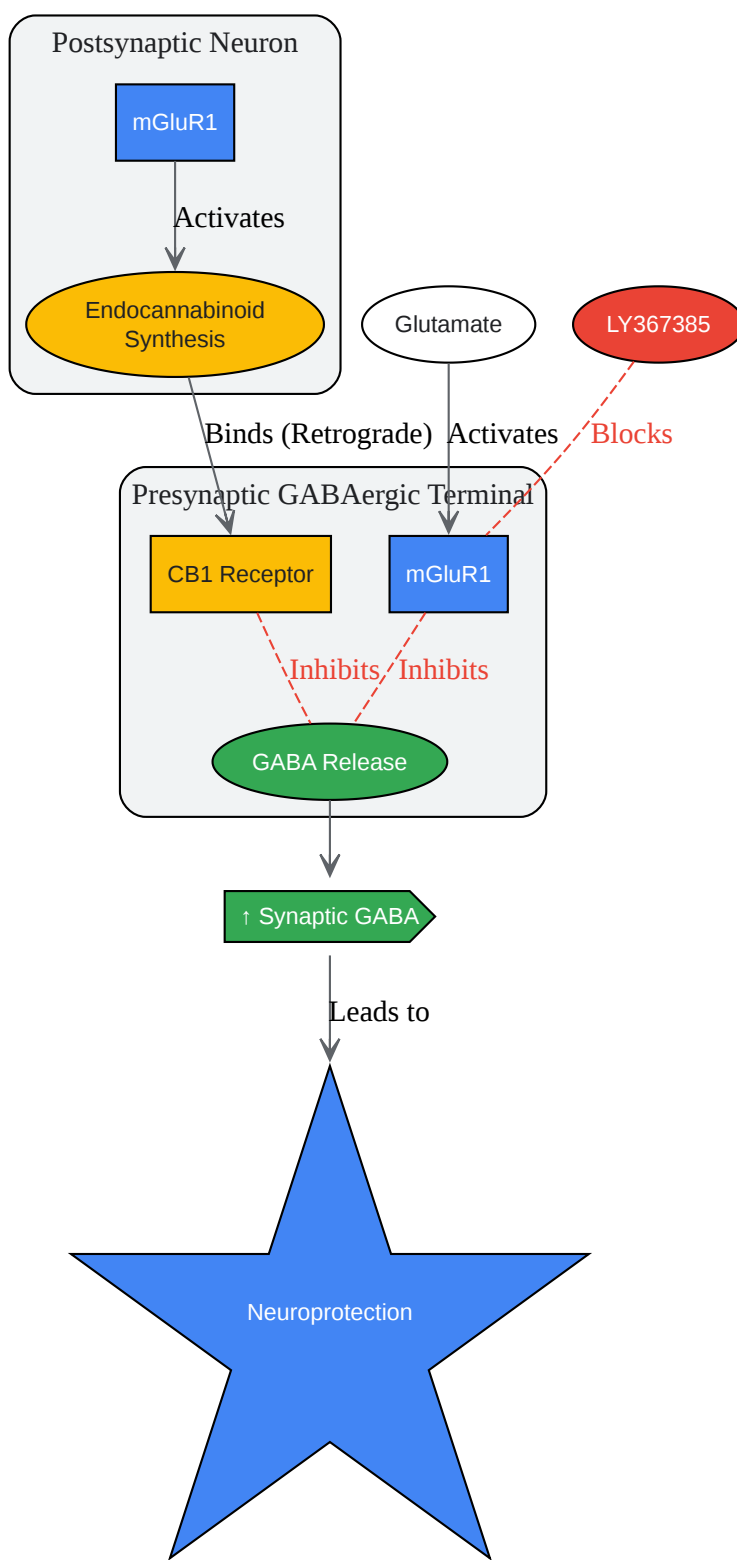 Postsynaptic Neuron
mGluR1
Activates
Endocannabinoid
Synthesis
Glutamate
LY367385
Binds (Retrograde)
Activates
Blocks
Presynaptic GABAergic Terminal
CB1 Receptor
mGluR1
Inhibits
Inhibits
GABA Release
↑ Synaptic GABA
Leads to
Neuroprotection